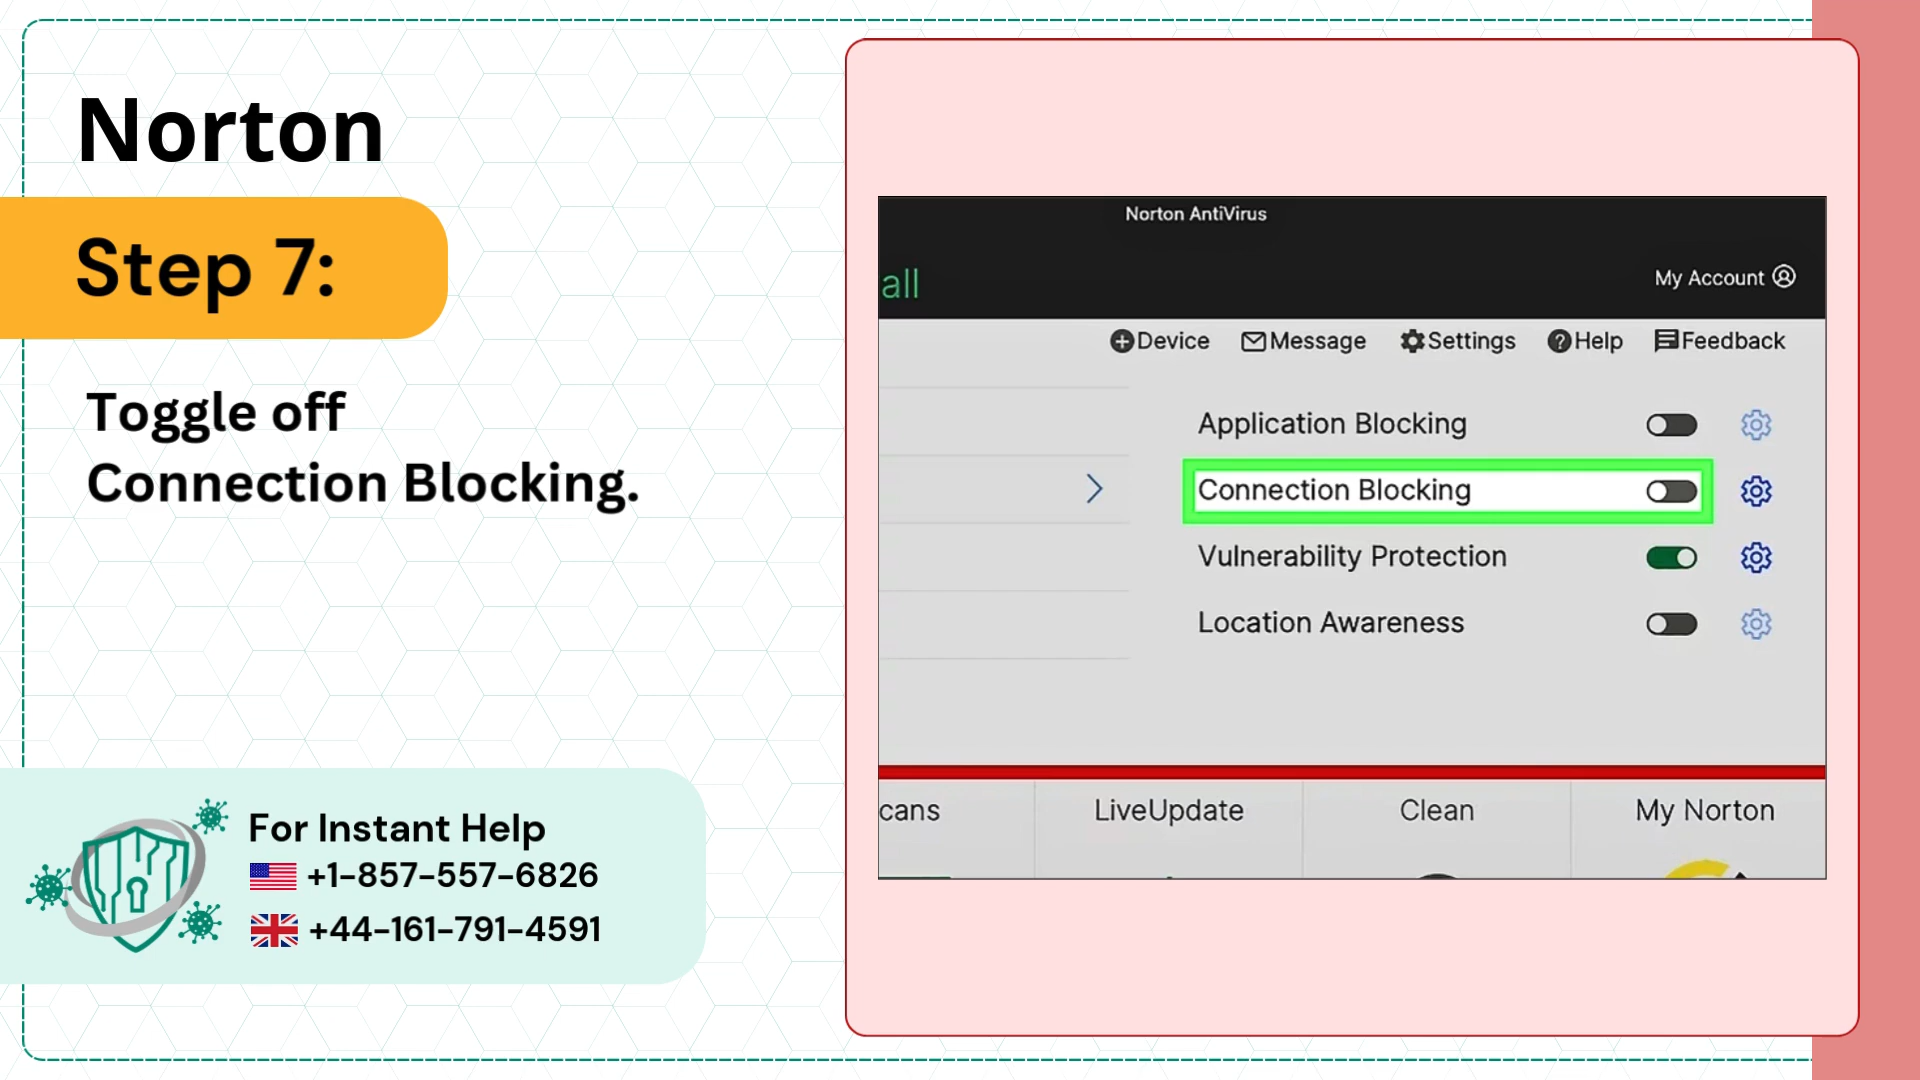 Norton
Step 7:
Toggle off
Connection Blocking.
For Instant Help
+1-857-557-6826
+44-161-791-4591
Norton AntiVirus
all
My Account
Device Message Settings Help Feedback
Application Blocking
Connection Blocking
Vulnerability Protection
Location Awareness
cans LiveUpdate Clean My Norton